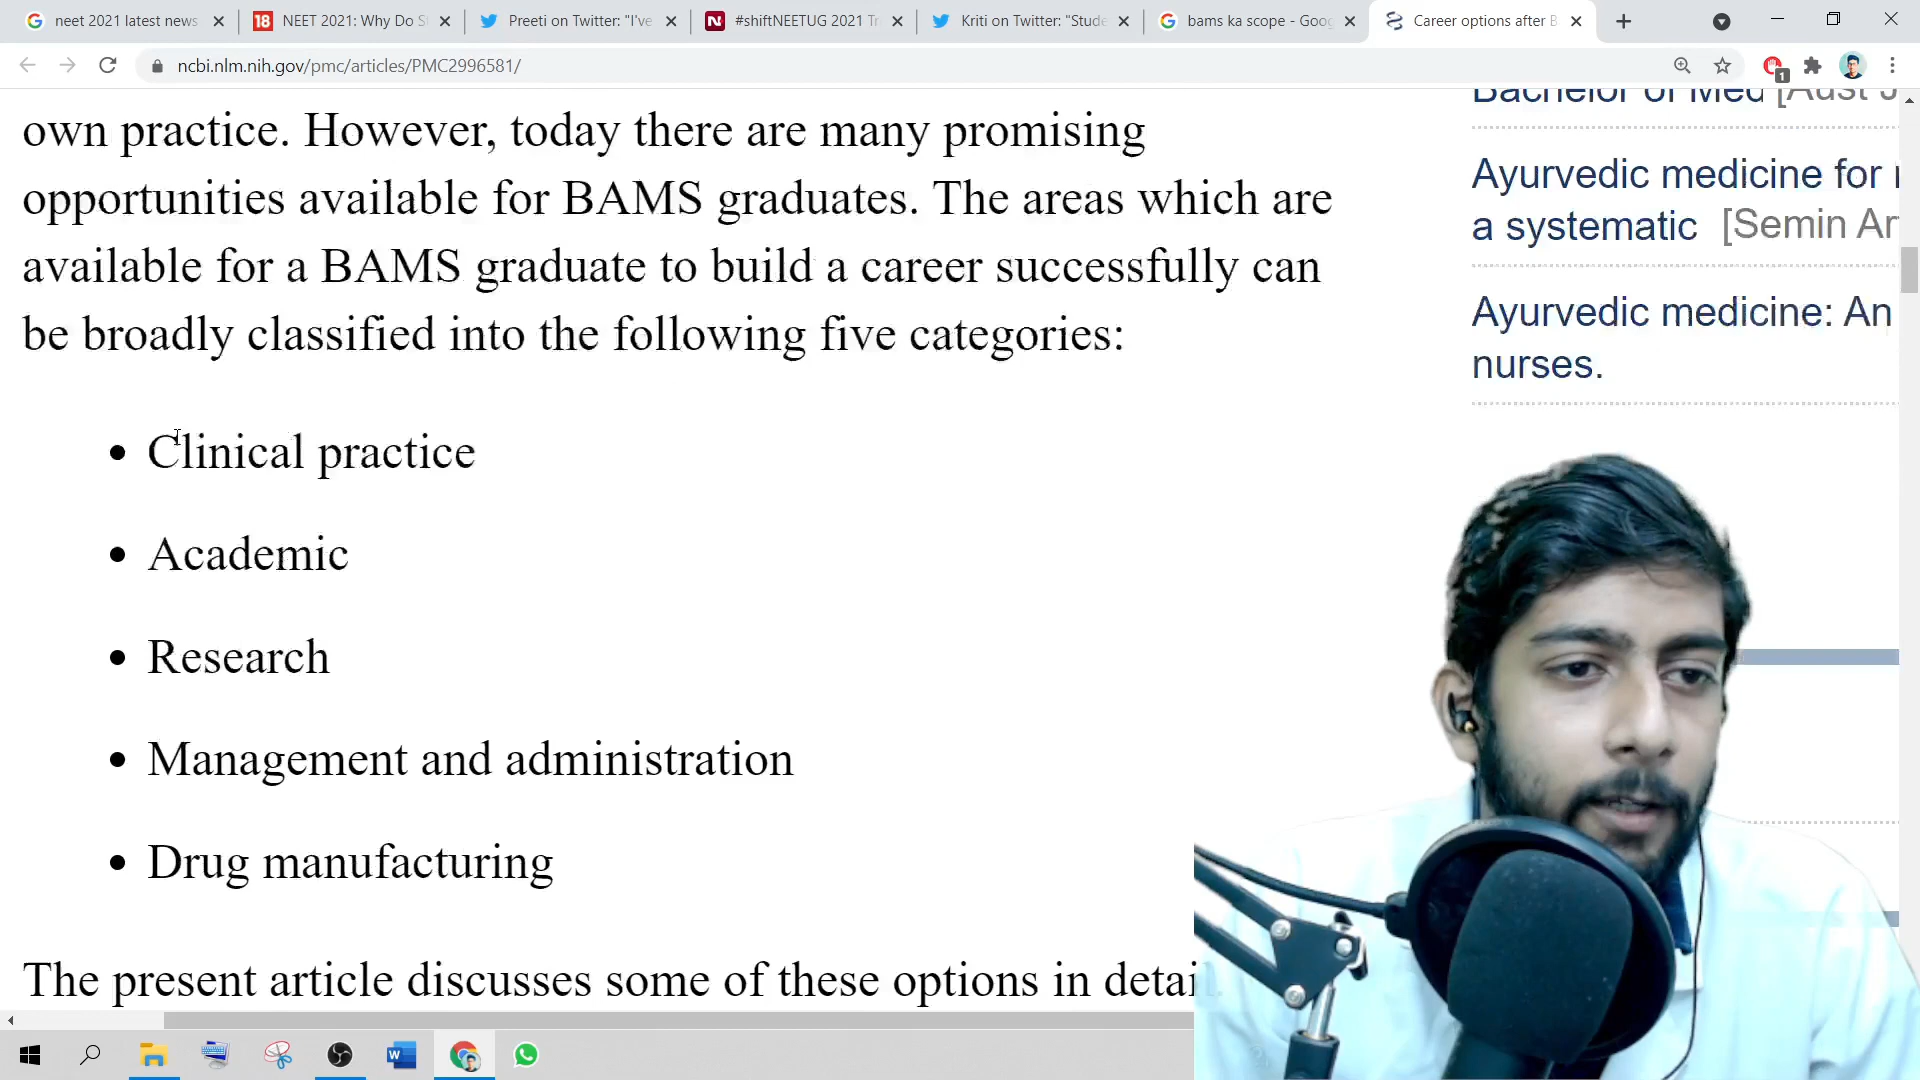 neet 2021 latest news
NEET 2021: Why Do S
Preeti on Twitter: "I've
#shiftNEETUG 2021 Tr
Kriti on Twitter: "Stude
bams ka scope - Goog
Career options after B
ncbi.nlm.nih.gov/pmc/articles/PMC2996581/
own practice. However, today there are many promising
opportunities available for BAMS graduates. The areas which are
available for a BAMS graduate to build a career successfully can
be broadly classified into the following five categories:
• Clinical practice
• Academic
• Research
• Management and administration
• Drug manufacturing
The present article discusses some of these options in detail.
Bachelor of Med [Aust J
Ayurvedic medicine for
a systematic [Semin Ar
Ayurvedic medicine: An
nurses.